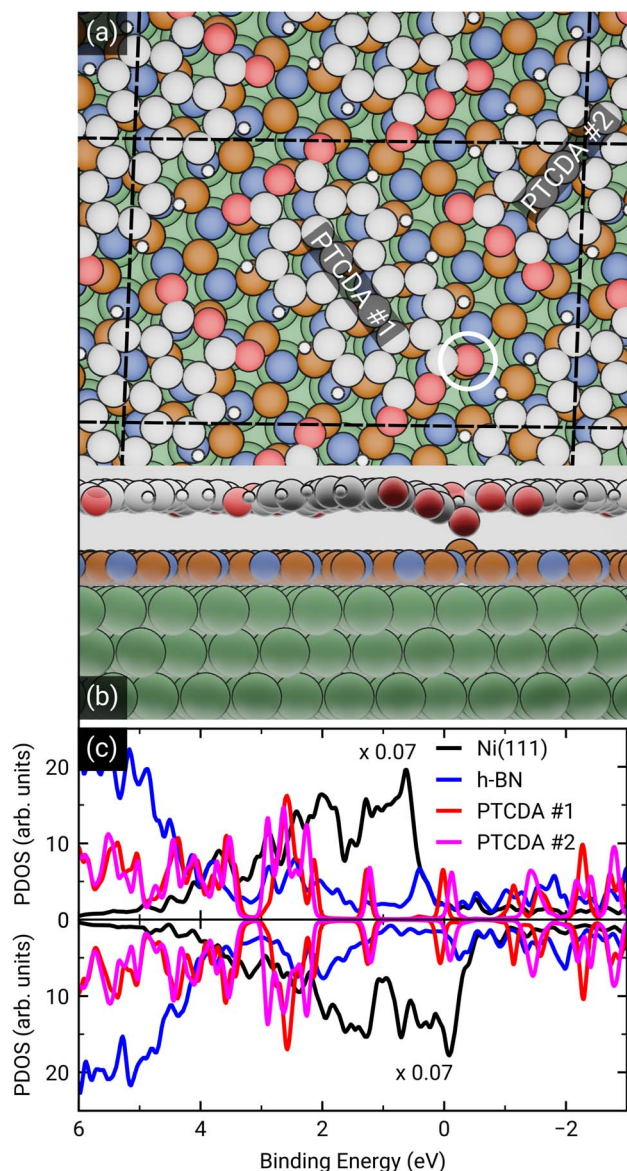 (a)
PTCDA #2
PTCDA #1
(b)
(c)
x 0.07
Ni(111)
h-BN
PTCDA #1
PTCDA #2
PDOS (arb. units)
20
10
0
PDOS (arb. units)
10
20
x 0.07
6 4 2 0 −2
Binding Energy (eV)